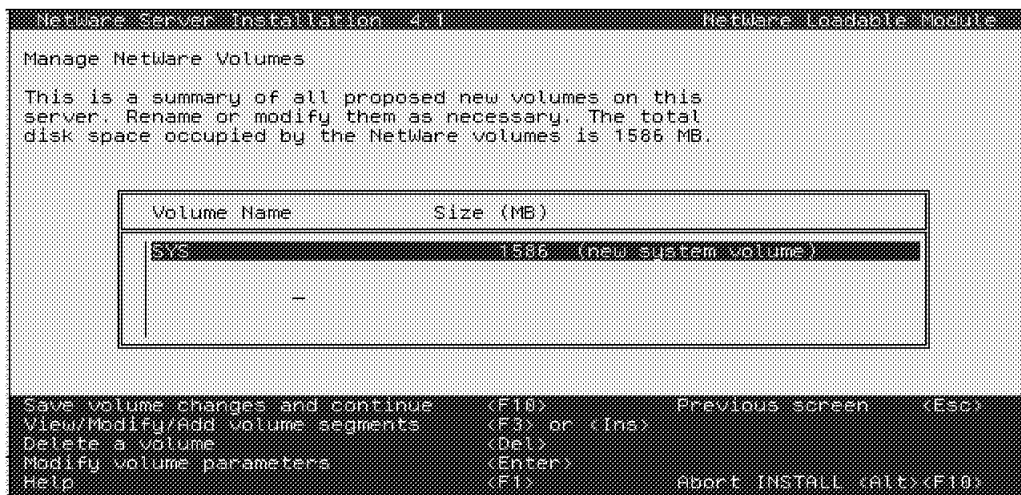 NetWare Server Installation 4.1 NetWare Loadable Module
Manage NetWare Volumes
This is a summary of all proposed new volumes on this
server. Rename or modify them as necessary. The total
disk space occupied by the NetWare volumes is 1586 MB.
Volume Name Size (MB)
SYS 1586 (new system volume)
Save volume changes and continue <F10> Previous screen <Esc>
View/Modify/Add volume segments <F3> or <Ins>
Delete a volume <Del>
Modify volume parameters <Enter>
Help <F1> Abort INSTALL <Alt><F10>